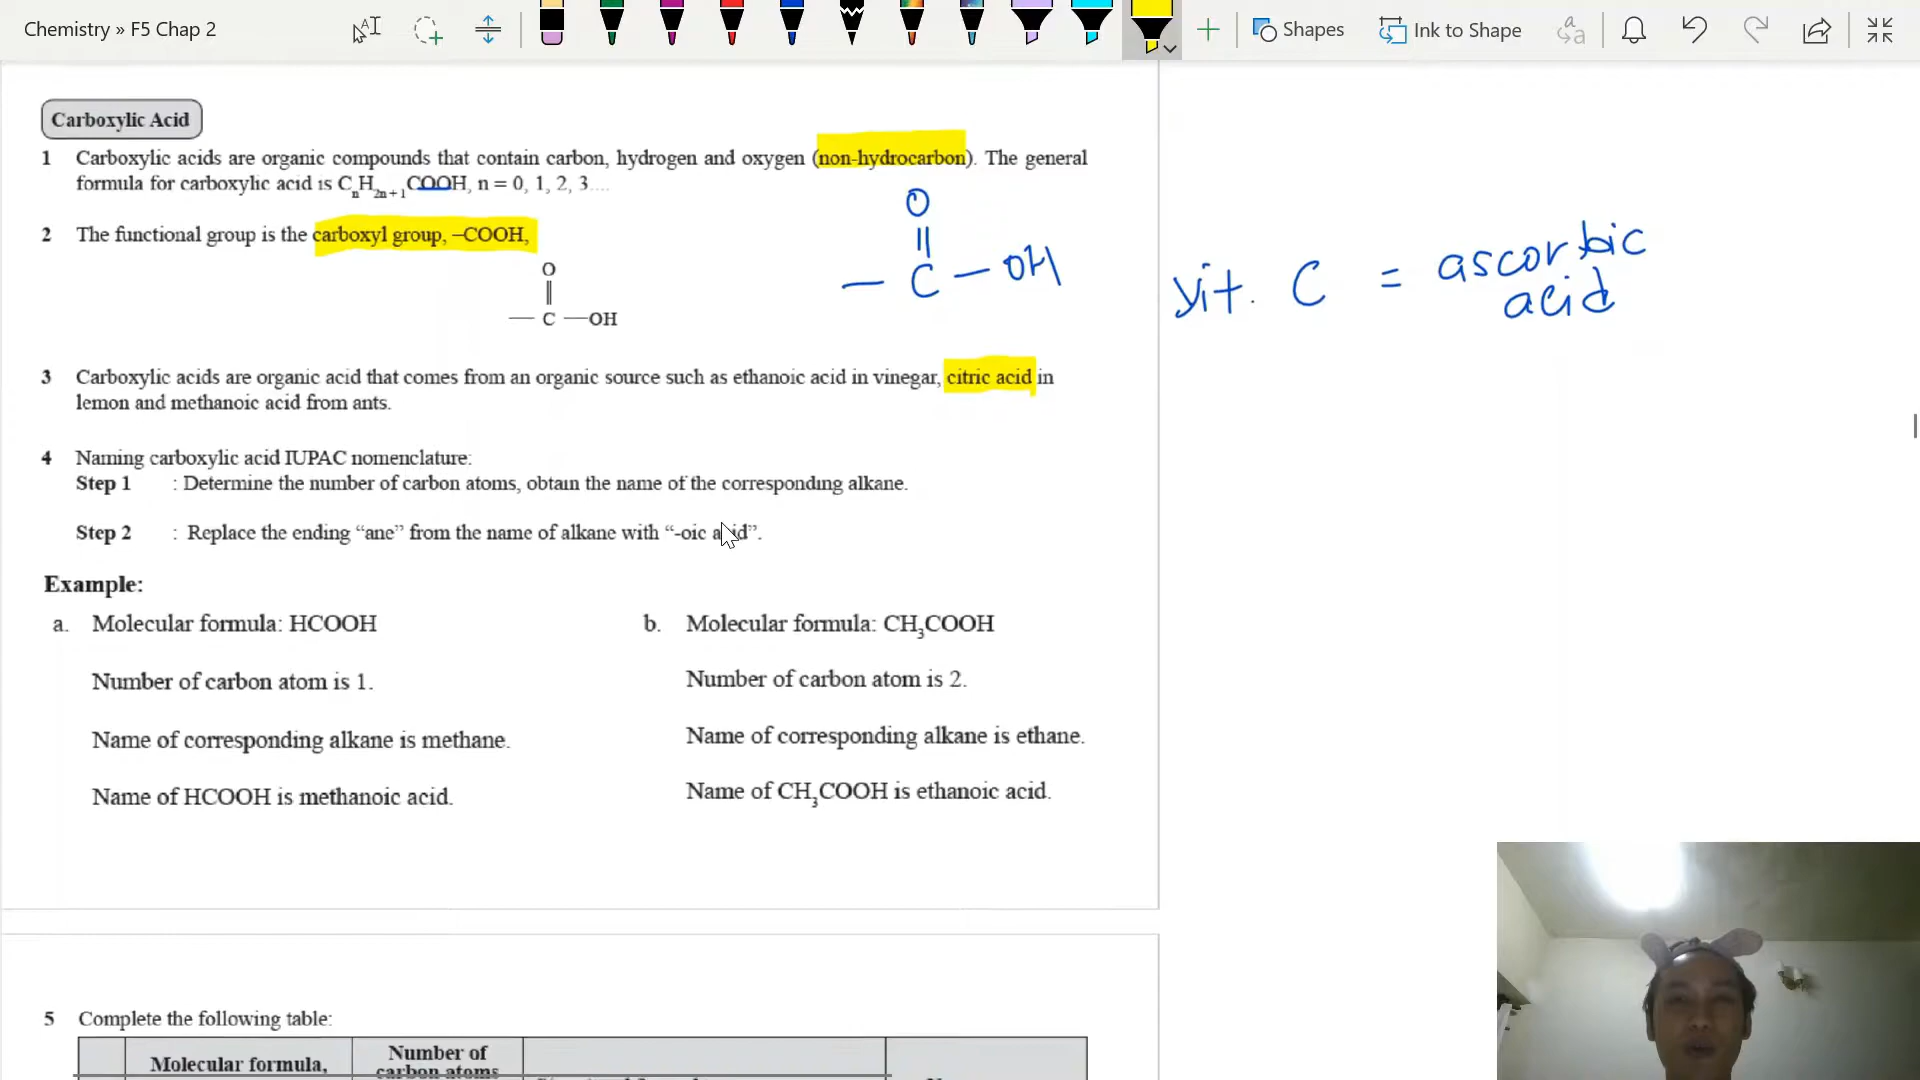 Chemistry » F5 Chap 2
Shapes
Ink to Shape
Carboxylic Acid
1 Carboxylic acids are organic compounds that contain carbon, hydrogen and oxygen (non-hydrocarbon). The general
formula for carboxylic acid is CₙH₂ₙ₊₁COOH, n = 0, 1, 2, 3....
2 The functional group is the carboxyl group, –COOH,
O
||
— C —OH
O
||
— C — OH
vit. C = ascorbic
acid
3 Carboxylic acids are organic acid that comes from an organic source such as ethanoic acid in vinegar, citric acid in
lemon and methanoic acid from ants.
4 Naming carboxylic acid IUPAC nomenclature:
Step 1 : Determine the number of carbon atoms, obtain the name of the corresponding alkane.
Step 2 : Replace the ending “ane” from the name of alkane with “-oic acid”.
Example:
a. Molecular formula: HCOOH
Number of carbon atom is 1.
Name of corresponding alkane is methane.
Name of HCOOH is methanoic acid.
b. Molecular formula: CH₃COOH
Number of carbon atom is 2.
Name of corresponding alkane is ethane.
Name of CH₃COOH is ethanoic acid.
5 Complete the following table:
Molecular formula,
Number of
carbon atoms